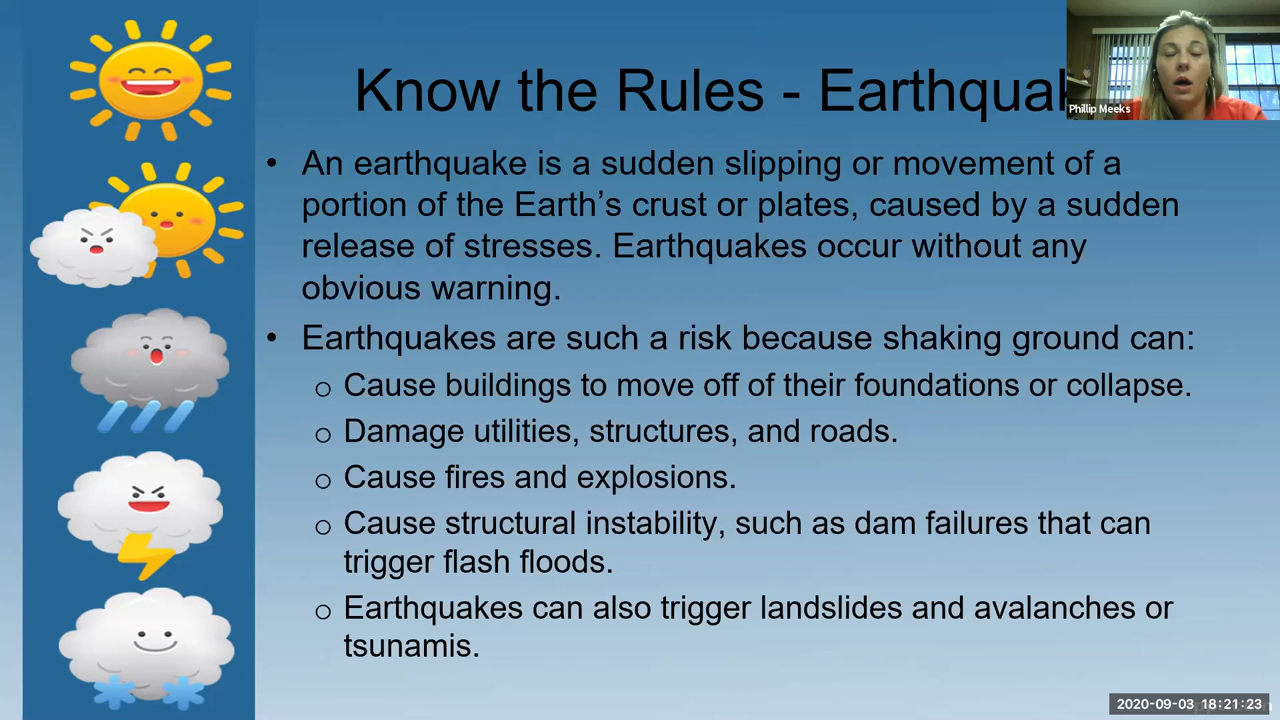 Know the Rules - Earthquak
Phillip Meeks
• An earthquake is a sudden slipping or movement of a
portion of the Earth’s crust or plates, caused by a sudden
release of stresses. Earthquakes occur without any
obvious warning.
• Earthquakes are such a risk because shaking ground can:
o Cause buildings to move off of their foundations or collapse.
o Damage utilities, structures, and roads.
o Cause fires and explosions.
o Cause structural instability, such as dam failures that can
trigger flash floods.
o Earthquakes can also trigger landslides and avalanches or
tsunamis.
2020-09-03 18:21:23